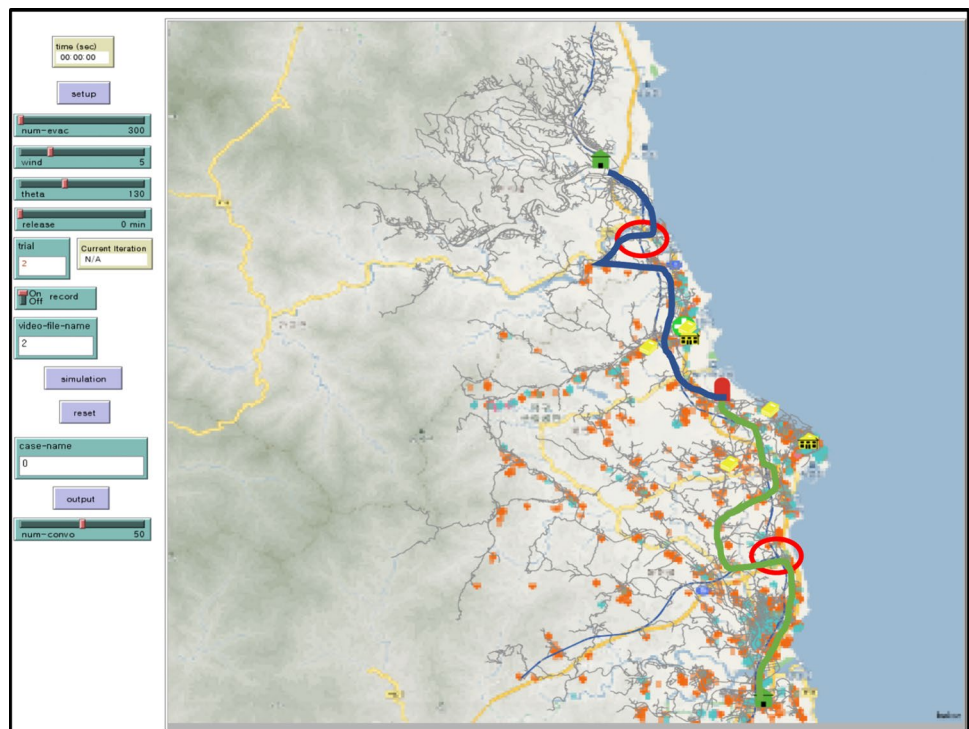 time (sec)
00:00:00
setup
num-evac 300
wind 5
theta 130
release 0 min
trial
2
Current Iteration
N/A
On
Off
record
video-file-name
2
simulation
reset
case-name
0
output
num-convo 50